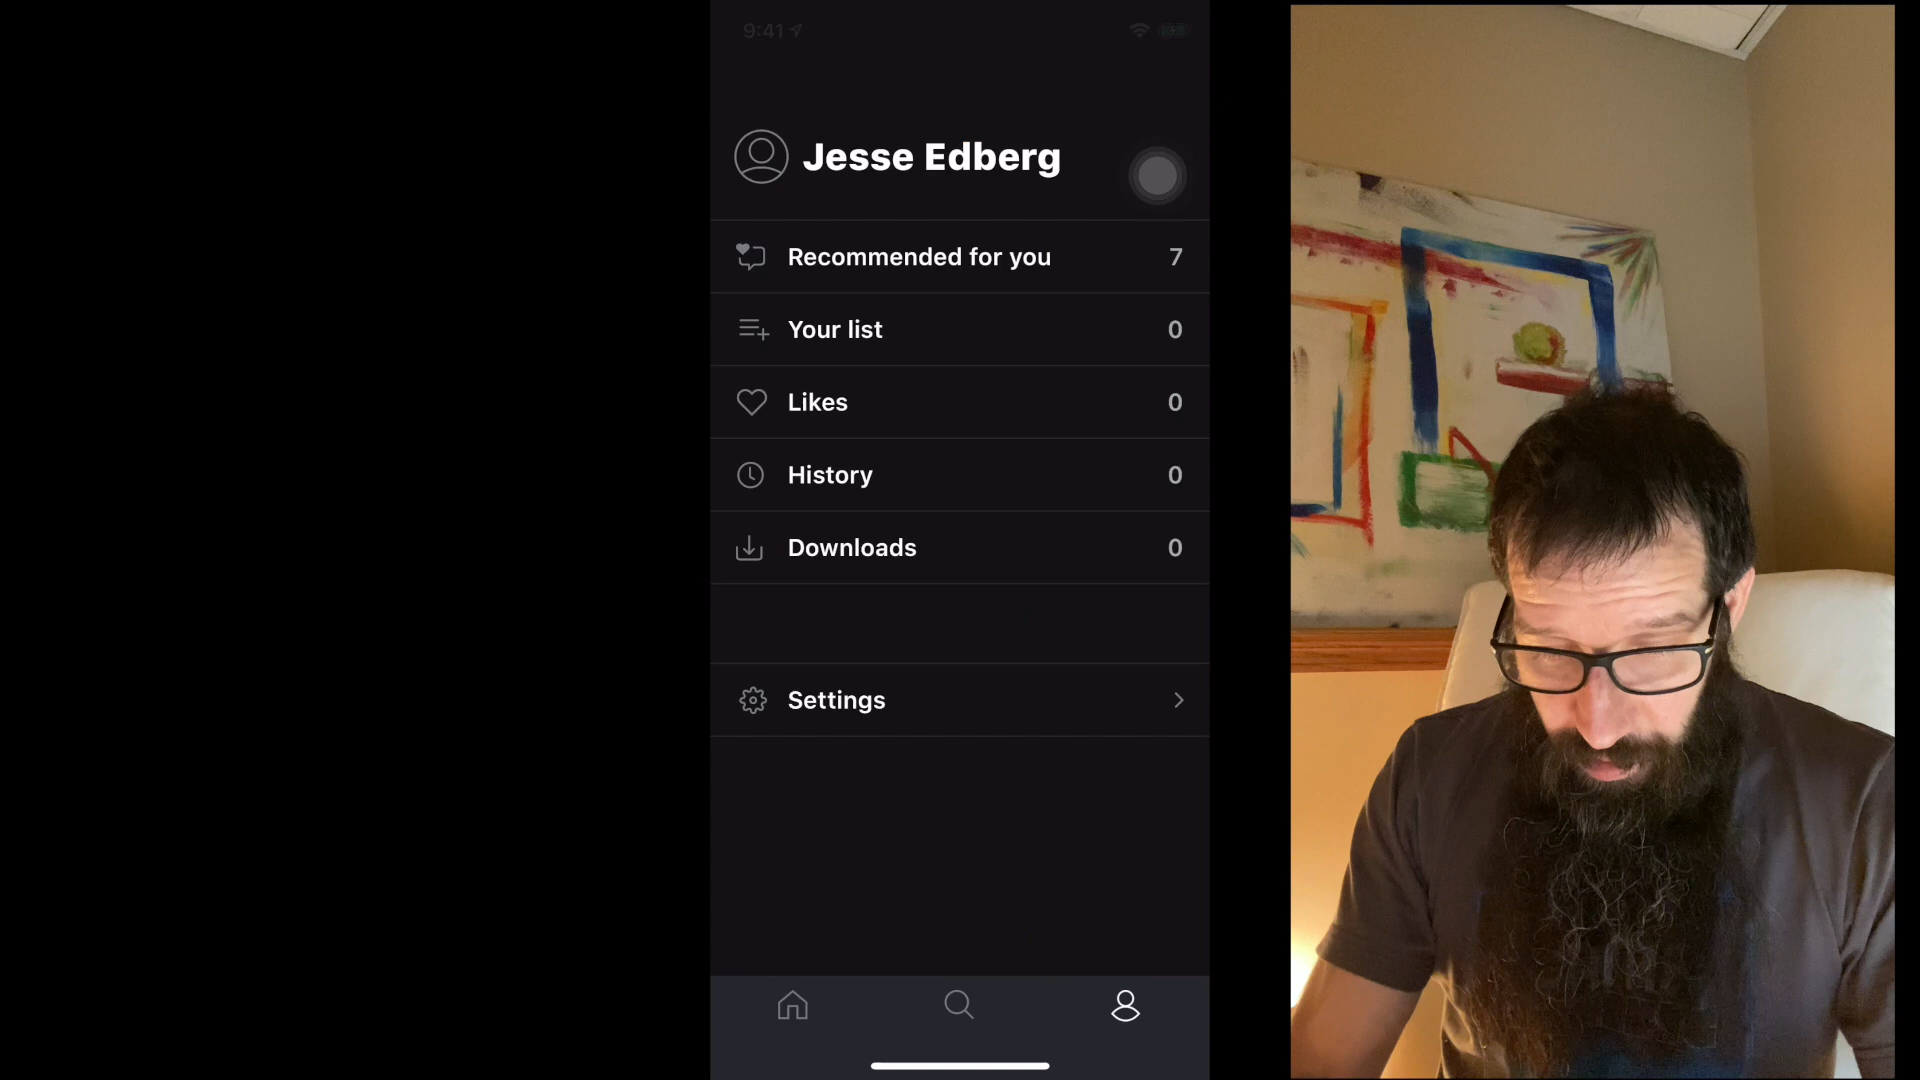 9:41
Jesse Edberg
Recommended for you 7
Your list 0
Likes 0
History 0
Downloads 0
Settings